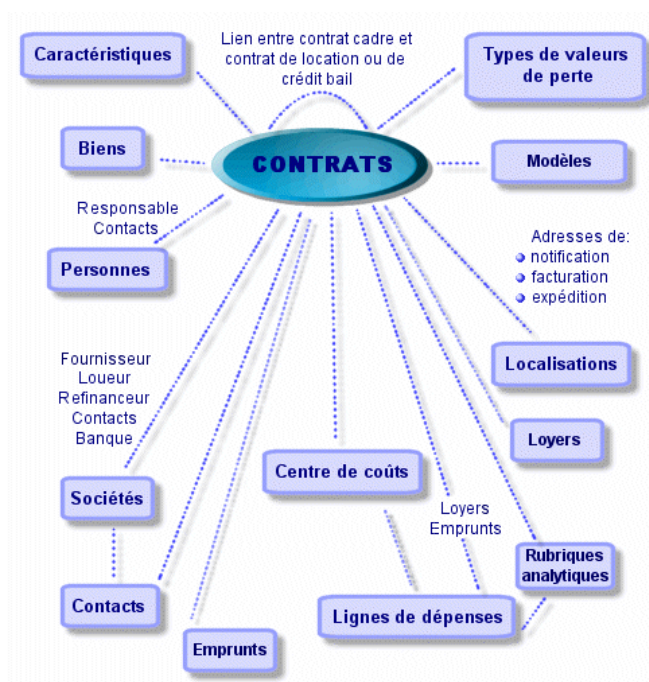 Caractéristiques
Lien entre contrat cadre et
contrat de location ou de
crédit bail
Types de valeurs
de perte
Biens
CONTRATS
Modèles
Responsable
Contacts
Personnes
Adresses de:
notification
facturation
expédition
Localisations
Fournisseur
Loueur
Refinanceur
Contacts
Banque
Loyers
Centre de coûts
Sociétés
Loyers
Emprunts
Rubriques
analytiques
Contacts
Lignes de dépenses
Emprunts